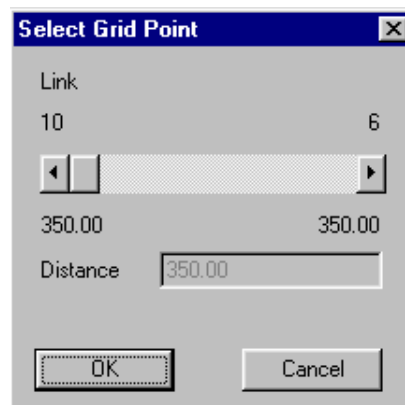 Select Grid Point
Link
10 6
350.00 350.00
Distance 350.00
OK Cancel